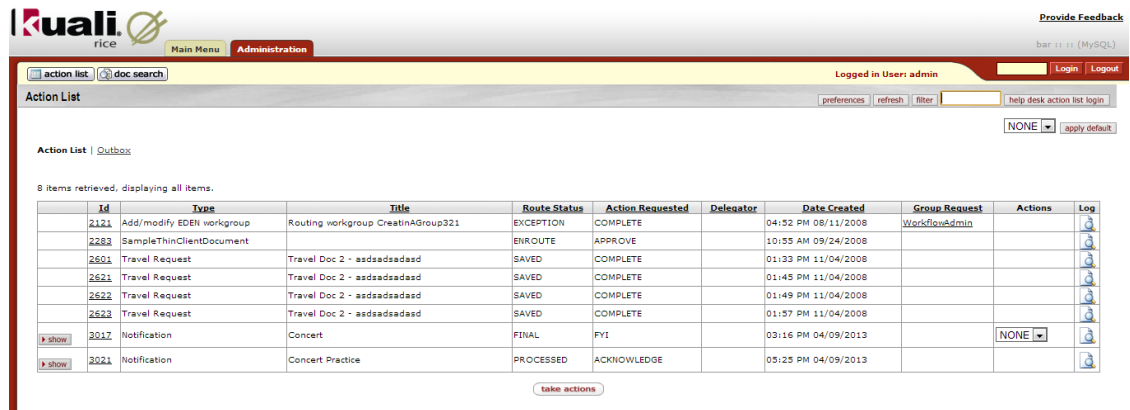 kuali
rice
Provide Feedback
Main Menu Administration
bar :: :: (MySQL)
action list doc search Logged in User: admin Login Logout
Action List preferences refresh filter help desk action list login
NONE apply default
Action List | Outbox
8 items retrieved, displaying all items.
Id Type Title Route Status Action Requested Delegator Date Created Group Request Actions Log
2121 Add/modify EDEN workgroup Routing workgroup CreatinAGroup321 EXCEPTION COMPLETE 04:52 PM 08/11/2008 WorkflowAdmin
2283 SampleThinClientDocument ENROUTE APPROVE 10:55 AM 09/24/2008
2601 Travel Request Travel Doc 2 - asdsadsadasd SAVED COMPLETE 01:33 PM 11/04/2008
2621 Travel Request Travel Doc 2 - asdsadsadasd SAVED COMPLETE 01:45 PM 11/04/2008
2622 Travel Request Travel Doc 2 - asdsadsadasd SAVED COMPLETE 01:49 PM 11/04/2008
2623 Travel Request Travel Doc 2 - asdsadsadasd SAVED COMPLETE 01:57 PM 11/04/2008
show 3017 Notification Concert FINAL FYI 03:16 PM 04/09/2013 NONE
show 3021 Notification Concert Practice PROCESSED ACKNOWLEDGE 05:25 PM 04/09/2013
take actions